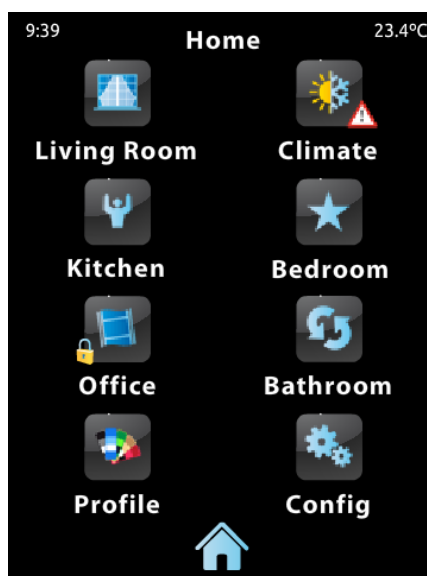 9:39 Home 23.4ºC
Living Room Climate
Kitchen Bedroom
Office Bathroom
Profile Config